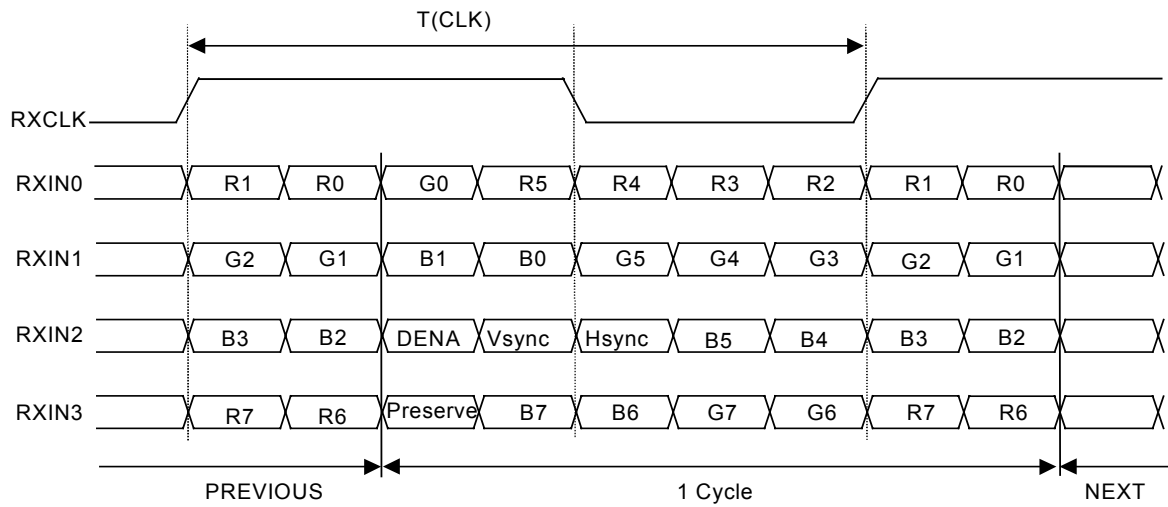 T(CLK)
RXCLK
RXIN0 R1 R0 G0 R5 R4 R3 R2 R1 R0
RXIN1 G2 G1 B1 B0 G5 G4 G3 G2 G1
RXIN2 B3 B2 DENA Vsync Hsync B5 B4 B3 B2
RXIN3 R7 R6 Preserve B7 B6 G7 G6 R7 R6
PREVIOUS 1 Cycle NEXT